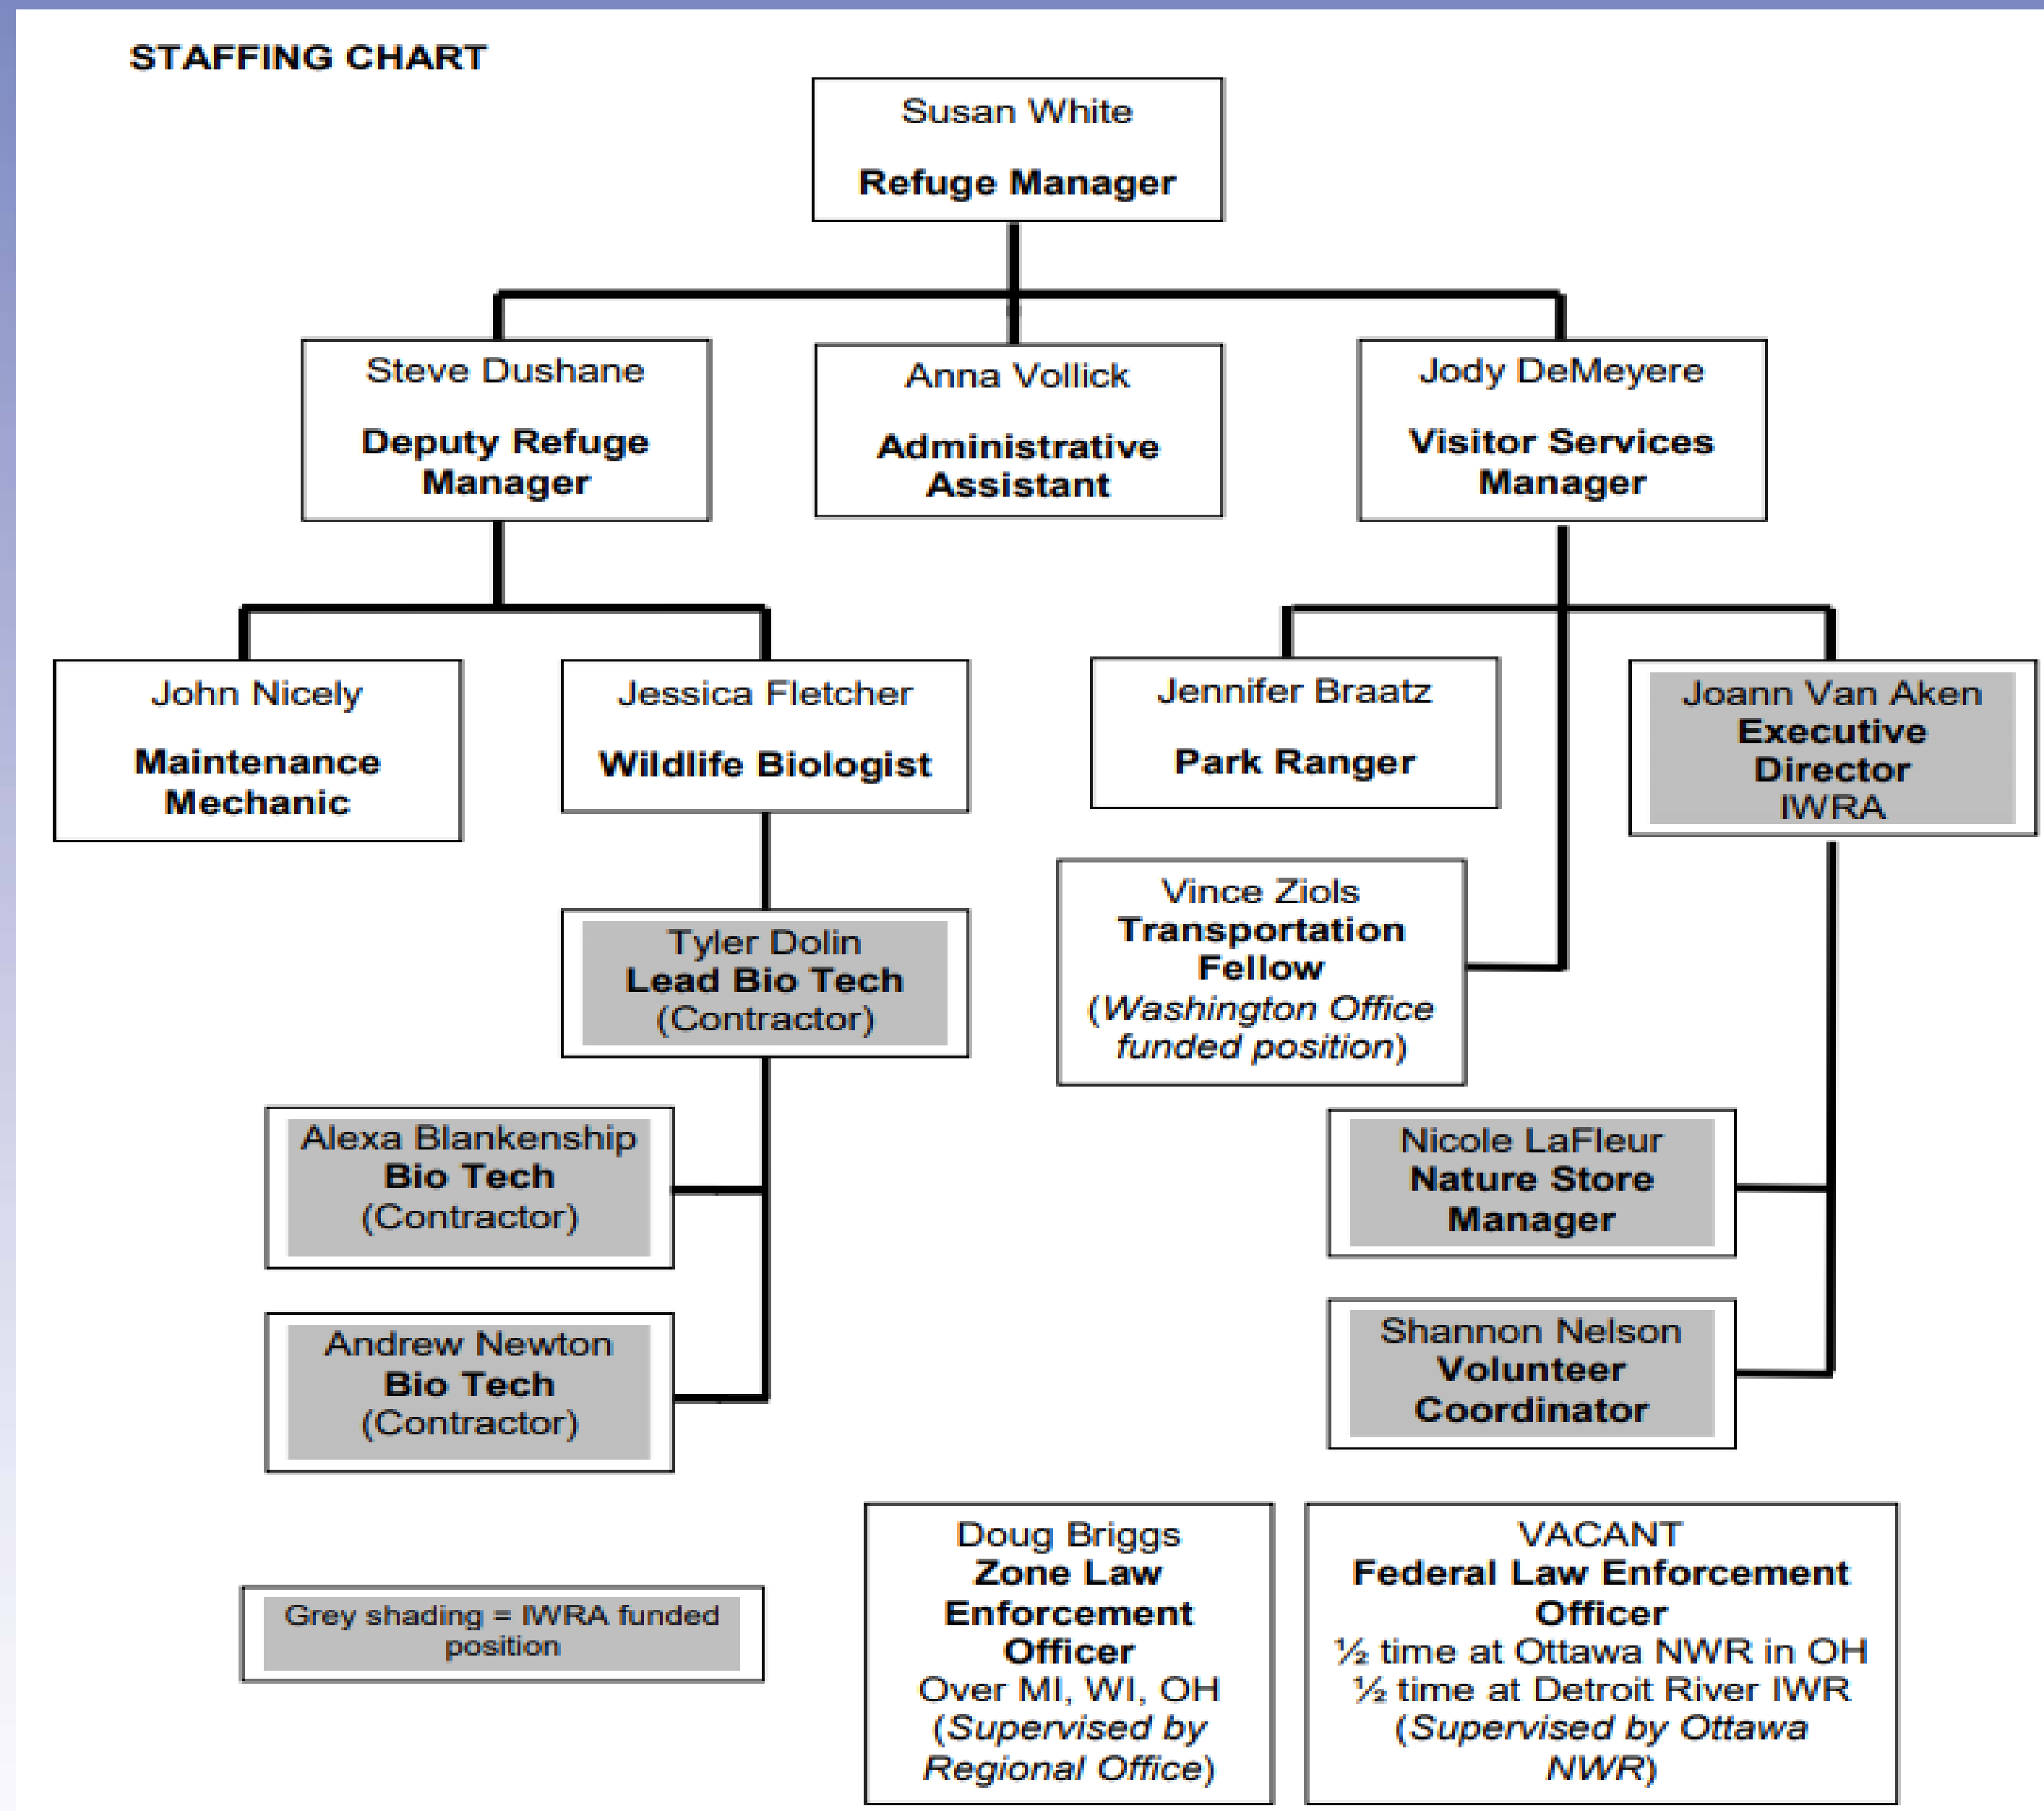 STAFFING CHART
Susan White
Refuge Manager
Steve Dushane
Deputy Refuge
Manager
Anna Vollick
Administrative
Assistant
Jody DeMeyere
Visitor Services
Manager
John Nicely
Maintenance
Mechanic
Jessica Fletcher
Wildlife Biologist
Jennifer Braatz
Park Ranger
Joann Van Aken
Executive
Director
IWRA
Vince Ziols
Transportation
Fellow
(Washington Office
funded position)
Tyler Dolin
Lead Bio Tech
(Contractor)
Alexa Blankenship
Bio Tech
(Contractor)
Nicole LaFleur
Nature Store
Manager
Andrew Newton
Bio Tech
(Contractor)
Shannon Nelson
Volunteer
Coordinator
Grey shading = IWRA funded
position
Doug Briggs
Zone Law
Enforcement
Officer
Over MI, WI, OH
(Supervised by
Regional Office)
VACANT
Federal Law Enforcement
Officer
½ time at Ottawa NWR in OH
½ time at Detroit River IWR
(Supervised by Ottawa
NWR)